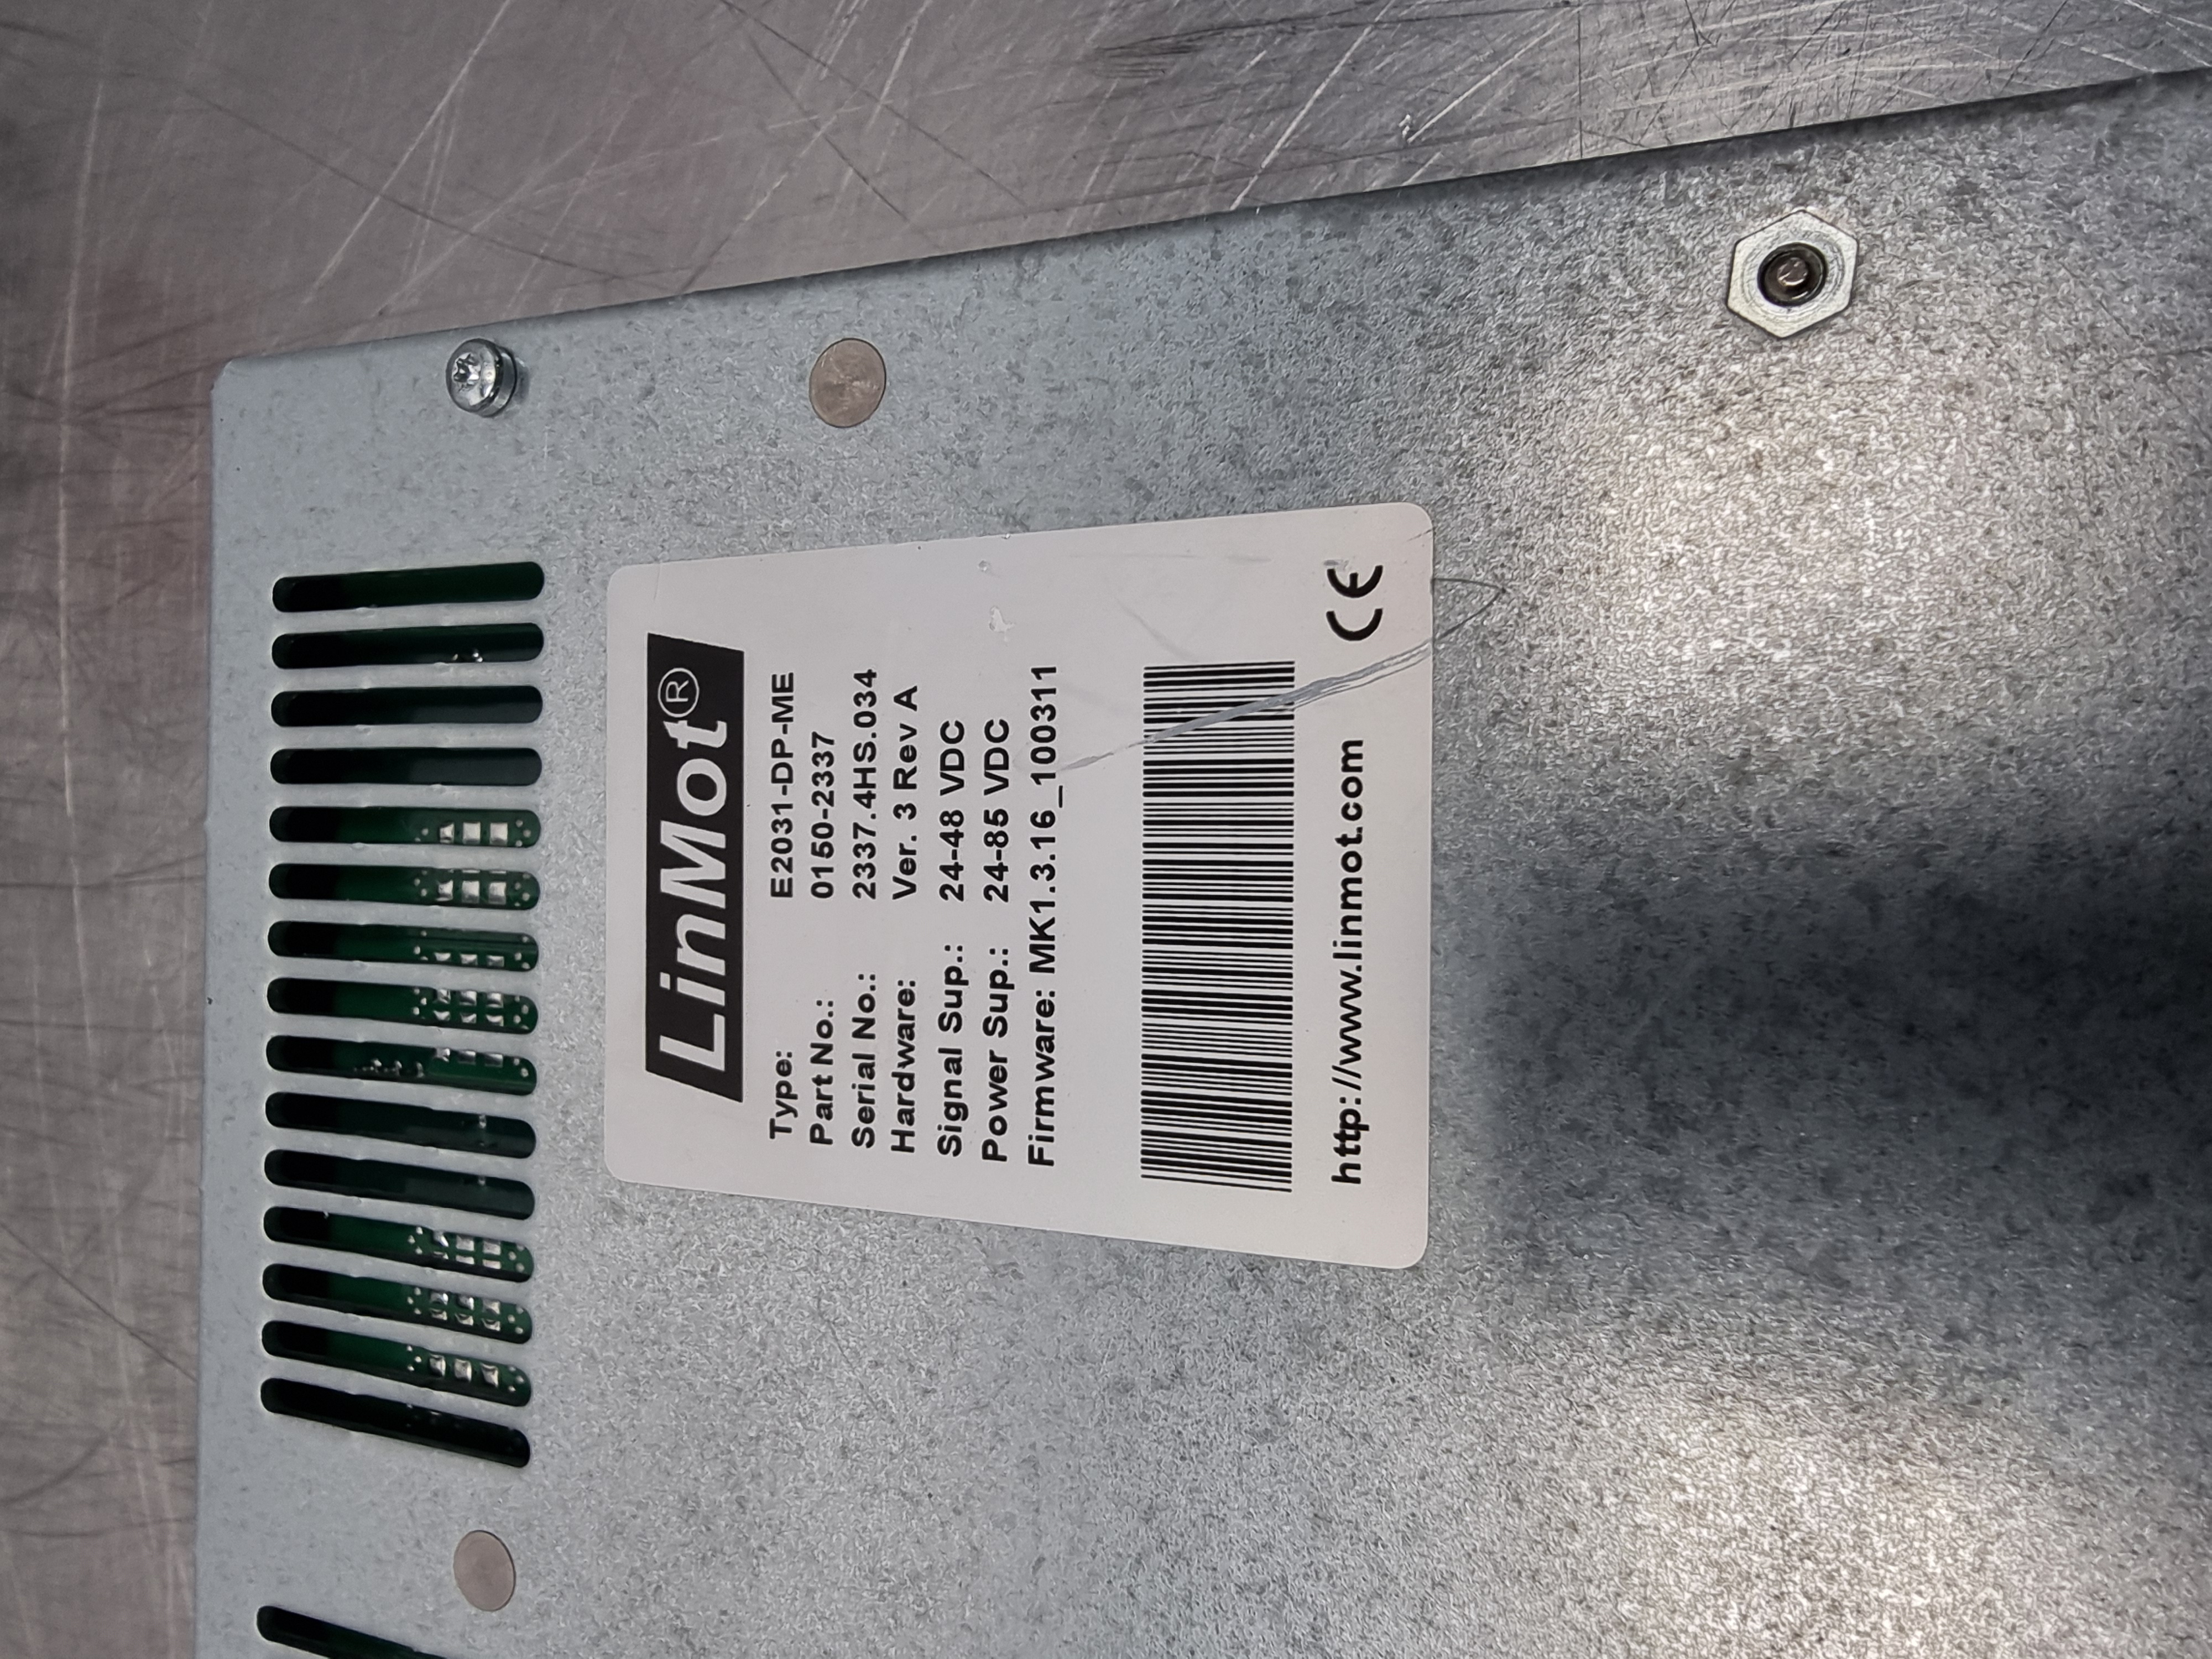 LinMot®
Type: E2031-DP-ME
Part No.: 0150-2337
Serial No.: 2337.4HS.034
Hardware: Ver. 3 Rev A
Signal Sup.: 24-48 VDC
Power Sup.: 24-85 VDC
Firmware: MK1.3.16_100311
http://www.linmot.com CE